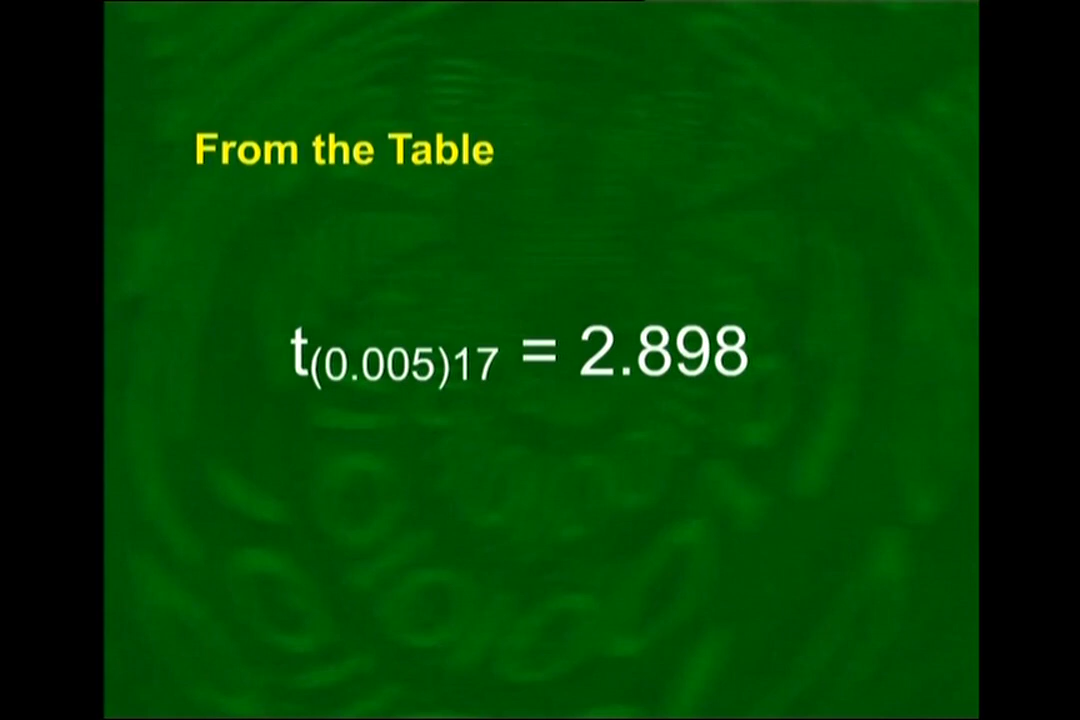 From the Table
t(0.005)17 = 2.898